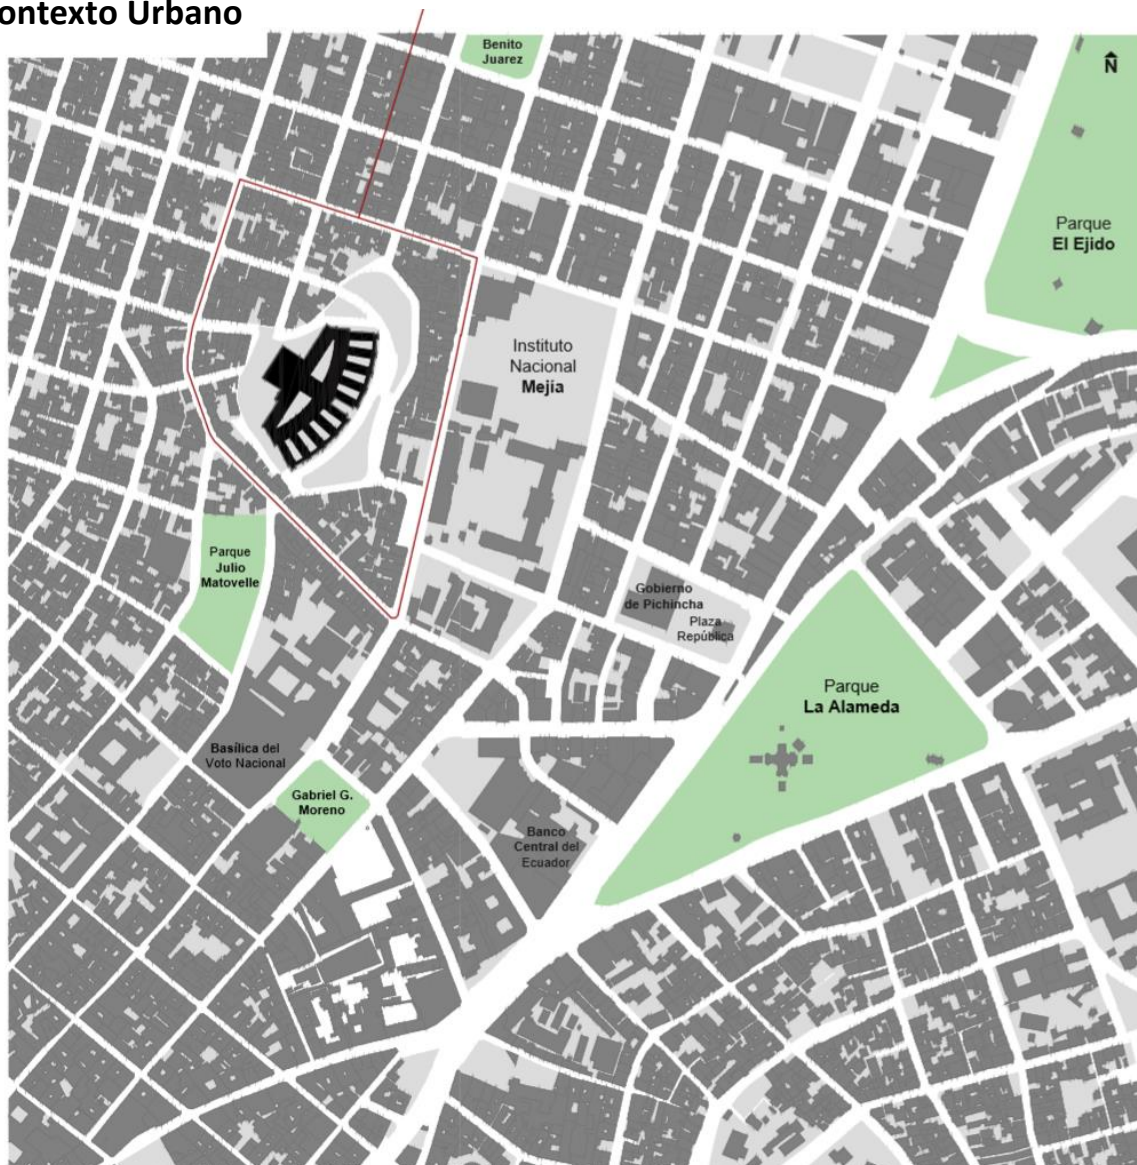 ontexto Urbano
Benito
Juarez
N
Parque
El Ejido
Instituto
Nacional
Mejía
Parque
Julio
Matovelle
Gobierno
de Pichincha
Plaza
República
Parque
La Alameda
Basílica del
Voto Nacional
Gabriel G.
Moreno
Banco
Central del
Ecuador